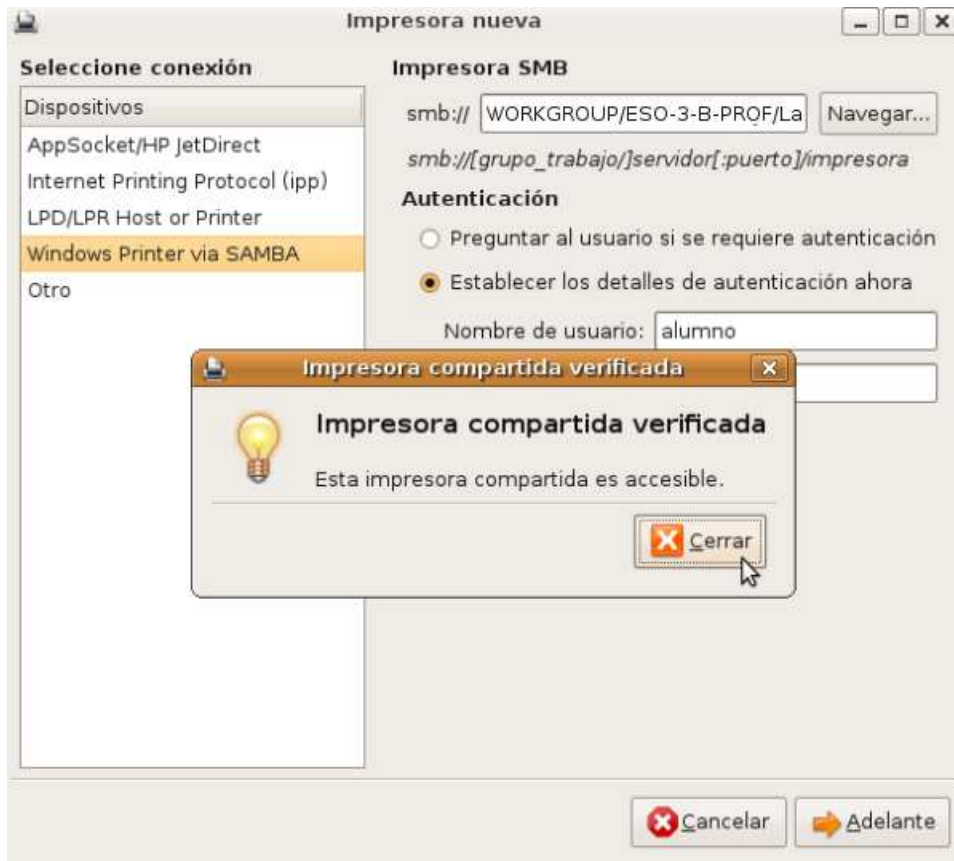 Impresora nueva
Seleccione conexión
Dispositivos
AppSocket/HP JetDirect
Internet Printing Protocol (ipp)
LPD/LPR Host or Printer
Windows Printer via SAMBA
Otro
Impresora SMB
smb:// WORKGROUP/ESO-3-B-PROF/La Navegar...
smb://[grupo_trabajo/]servidor[:puerto]/impresora
Autenticación
Preguntar al usuario si se requiere autenticación
Establecer los detalles de autenticación ahora
Nombre de usuario: alumno
Impresora compartida verificada
Impresora compartida verificada
Esta impresora compartida es accesible.
Cerrar
Cancelar Adelante